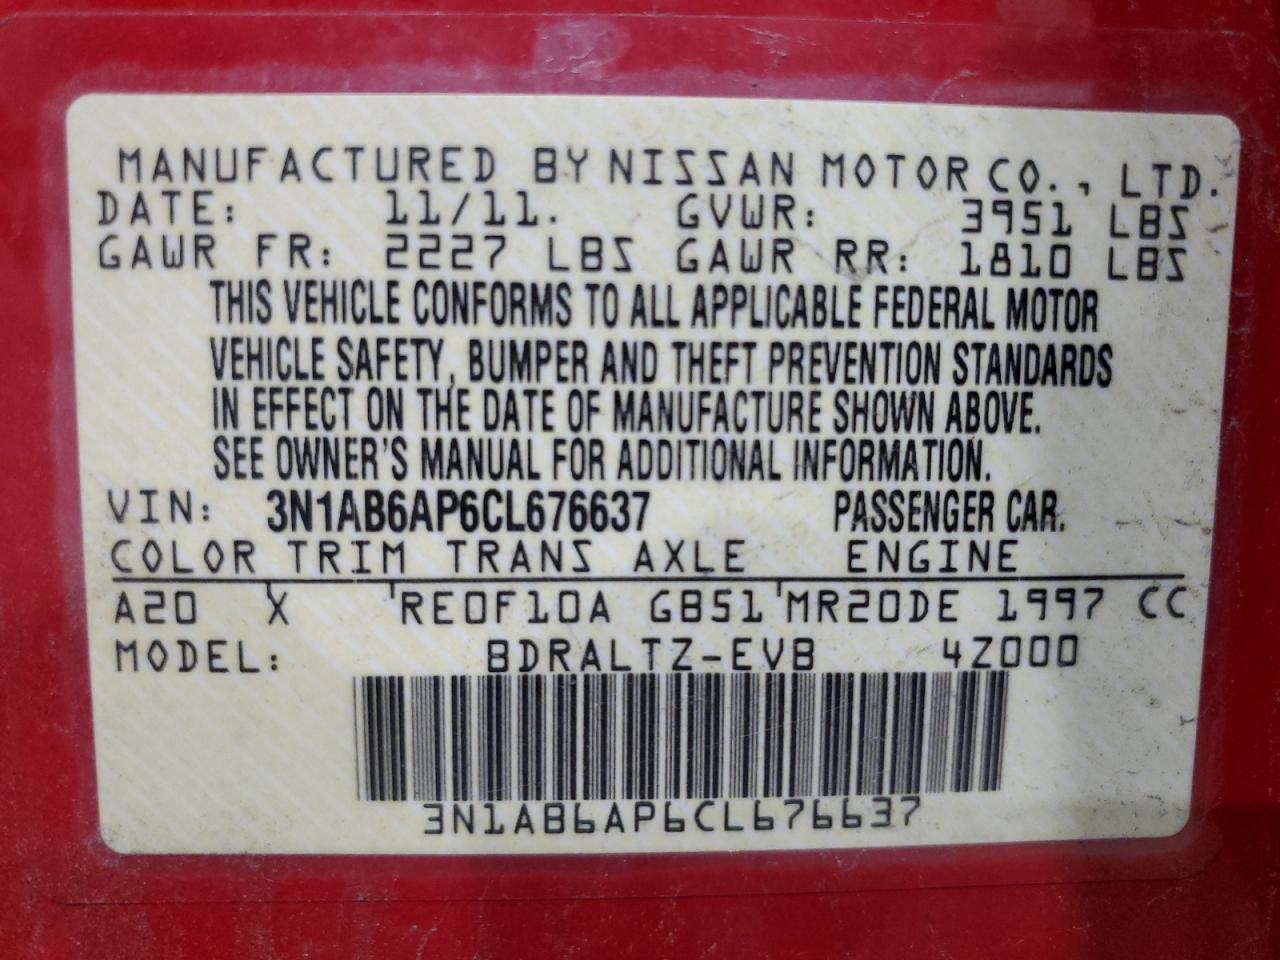 MANUFACTURED BY NISSAN MOTOR CO., LTD.
DATE: 11/11. GVWR: 3951 LBS
GAWR FR: 2227 LBS GAWR RR: 1810 LBS
THIS VEHICLE CONFORMS TO ALL APPLICABLE FEDERAL MOTOR
VEHICLE SAFETY, BUMPER AND THEFT PREVENTION STANDARDS
IN EFFECT ON THE DATE OF MANUFACTURE SHOWN ABOVE.
SEE OWNER'S MANUAL FOR ADDITIONAL INFORMATION.
VIN: 3N1AB6AP6CL676637 PASSENGER CAR.
COLOR TRIM TRANS AXLE ENGINE
A20 X RE0F10A GB51 MR20DE 1997 CC
MODEL: BDRALTZ-EVB 4Z000
3N1AB6AP6CL676637